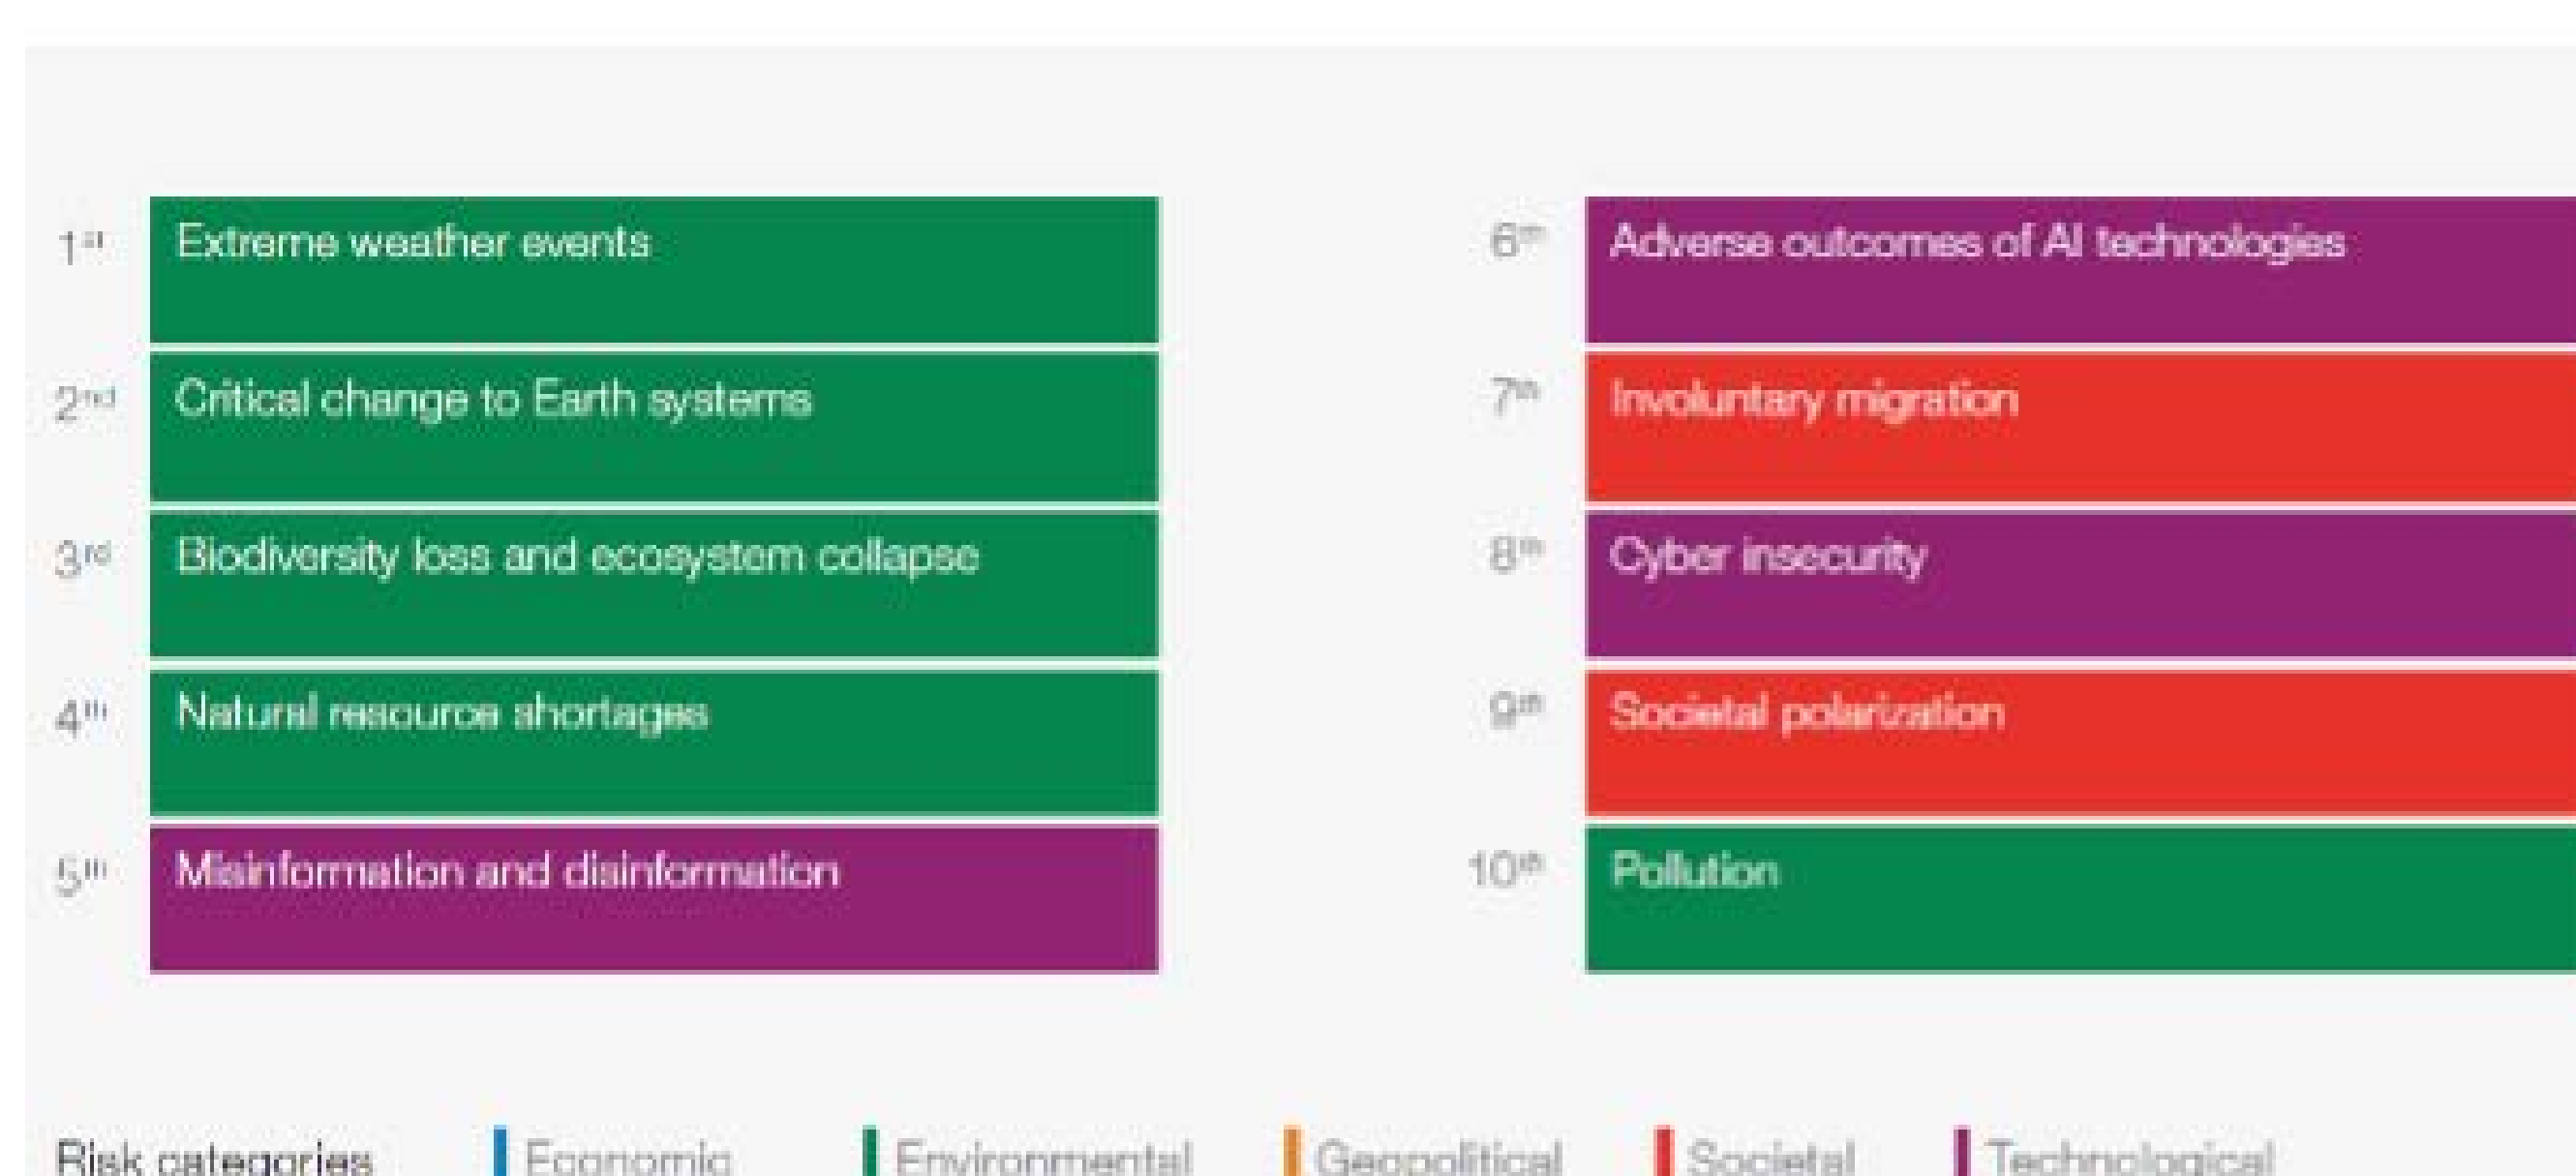 1st Extreme weather events
2nd Critical change to Earth systems
3rd Biodiversity loss and ecosystem collapse
4th Natural resource shortages
5th Misinformation and disinformation
6th Adverse outcomes of AI technologies
7th Involuntary migration
8th Cyber insecurity
9th Societal polarization
10th Pollution
Risk categories Economic Environmental Geopolitical Societal Technological